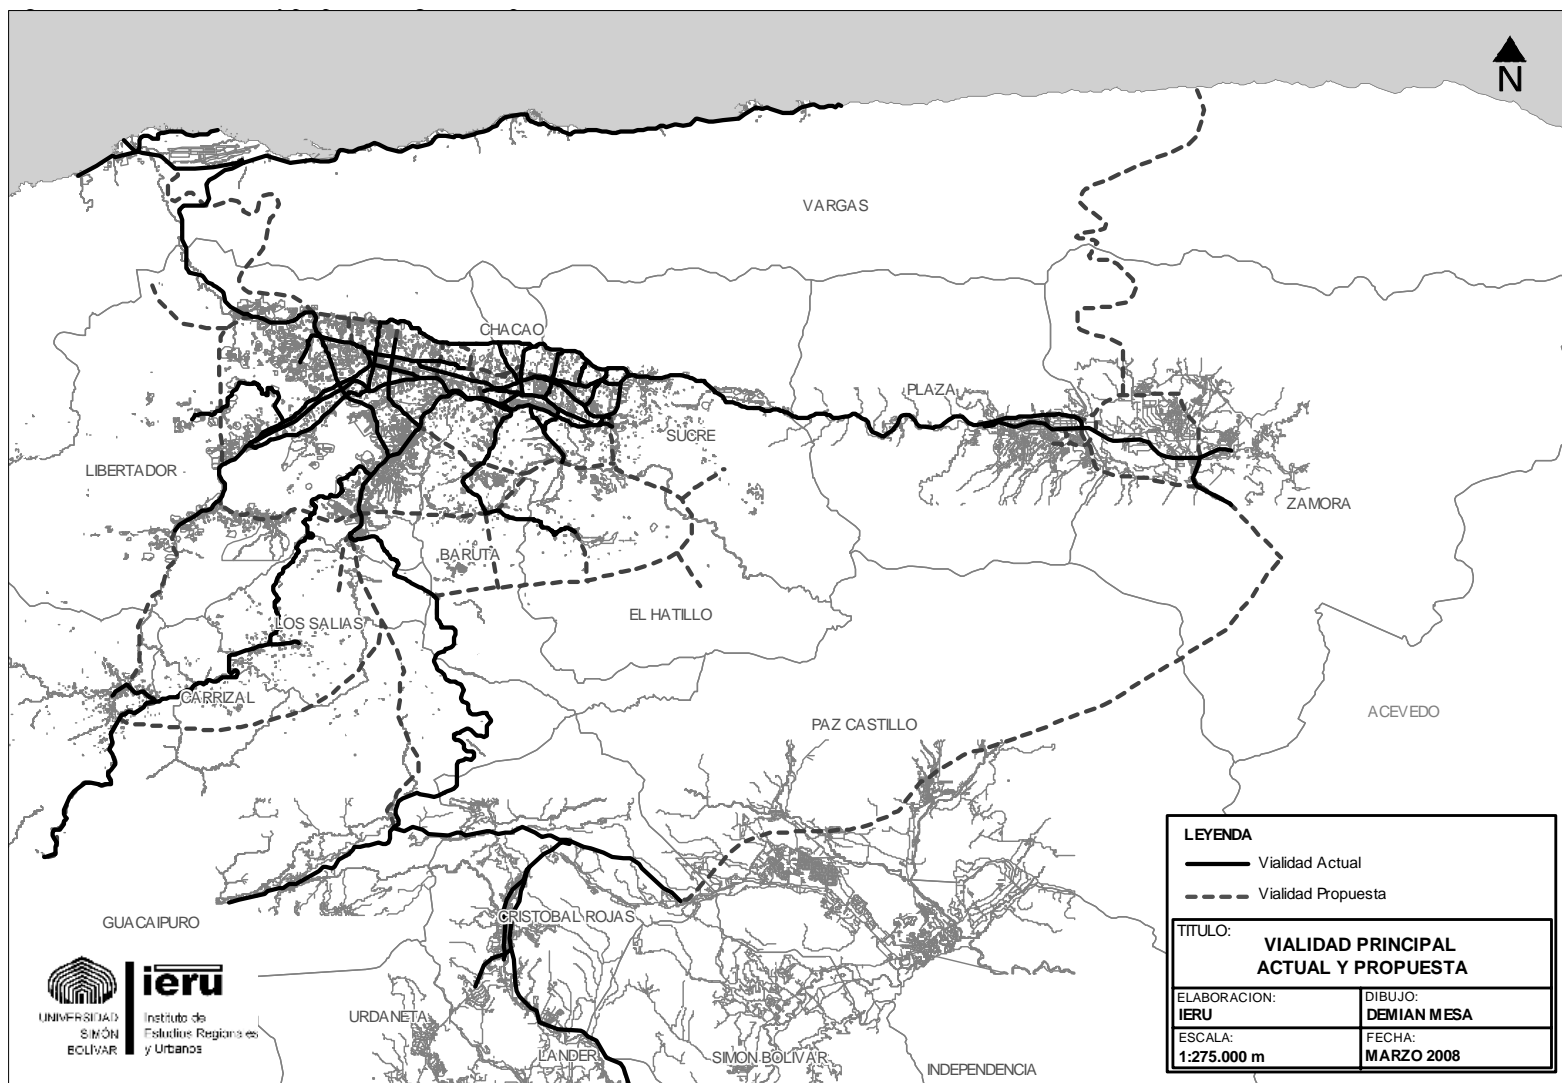 N
VARGAS
CHACAO
PLAZA
SUCRE
LIBERTADOR
ZAMORA
BARUTA
EL HATILLO
LOS SALIAS
CARRIZAL
ACEVEDO
PAZ CASTILLO
GUACAIPURO
CRISTOBAL ROJAS
URDANETA
LANDER
SIMON BOLIVAR
INDEPENDENCIA
UNIVERSIDAD
SIMÓN
BOLÍVAR
ieru
Instituto de
Estudios Regionales
y Urbanos
LEYENDA
Vialidad Actual
Vialidad Propuesta
TITULO:
VIALIDAD PRINCIPAL
ACTUAL Y PROPUESTA
ELABORACION:
IERU
DIBUJO:
DEMIAN MESA
ESCALA:
1:275.000 m
FECHA:
MARZO 2008